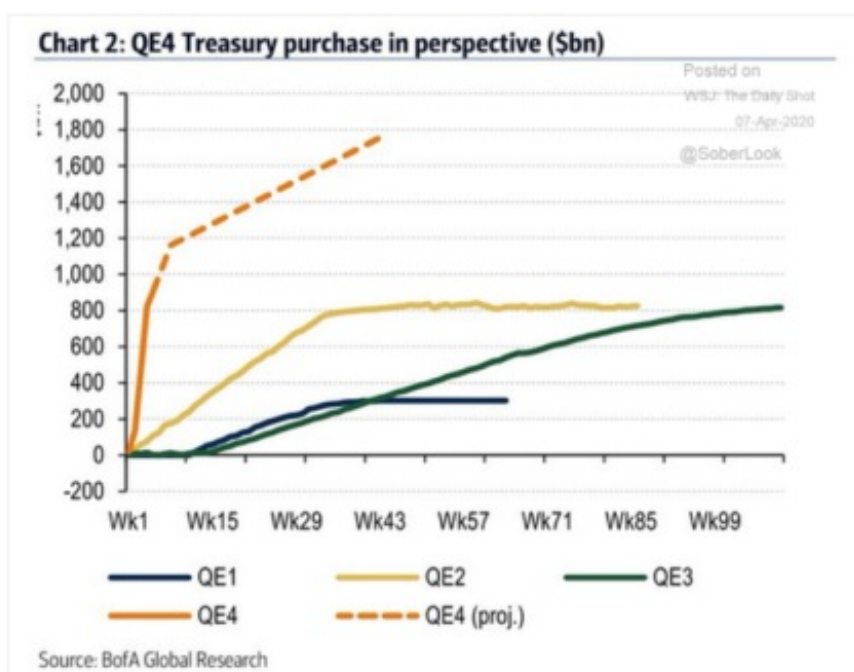 Chart 2: QE4 Treasury purchase in perspective ($bn)
Posted on
WSJ: The Daily Shot
07-Apr-2020
@SoberLook
2,000
1,800
1,600
1,400
1,200
1,000
800
600
400
200
0
-200
Wk1 Wk15 Wk29 Wk43 Wk57 Wk71 Wk85 Wk99
QE1 QE2 QE3
QE4 QE4 (proj.)
Source: BofA Global Research